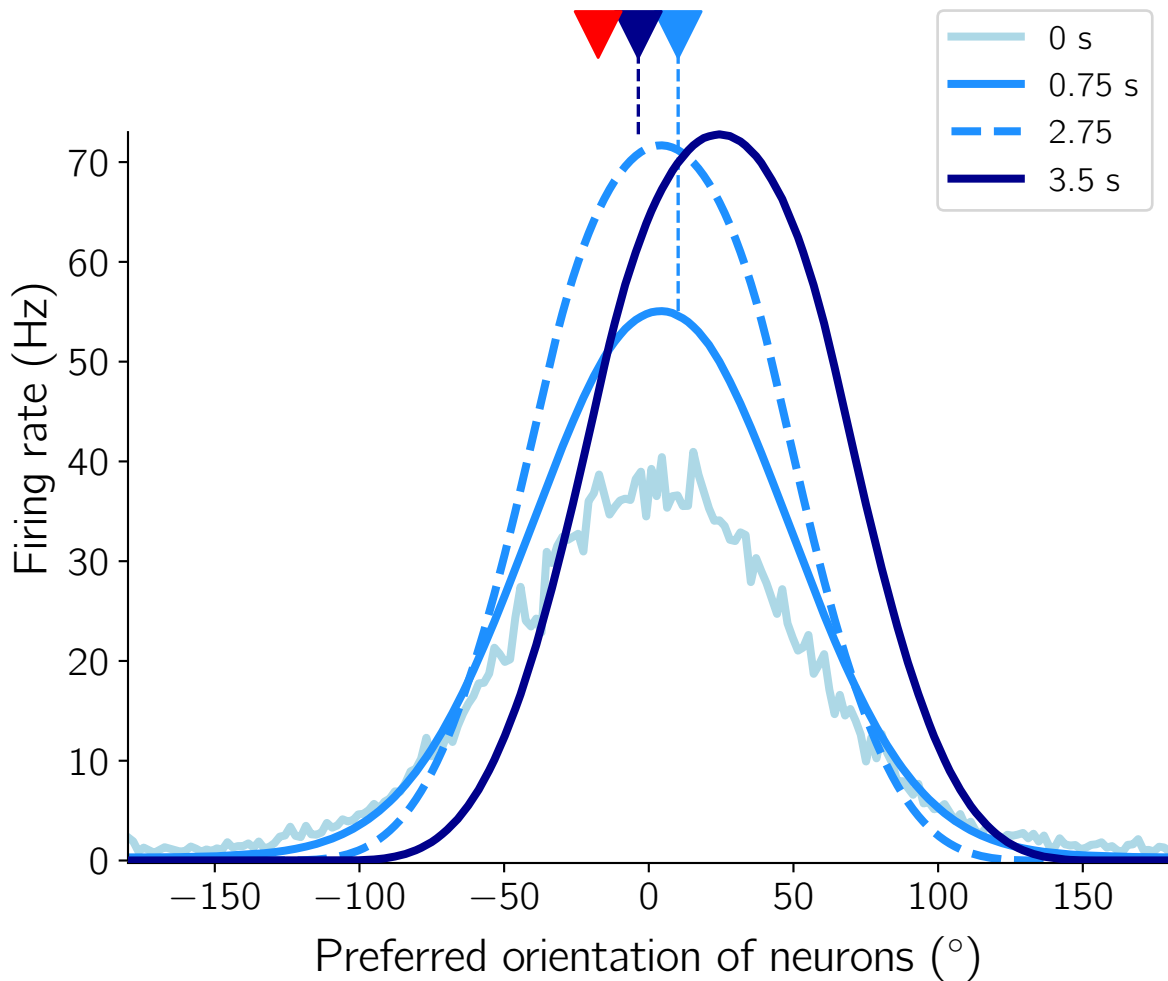 0 s
0.75 s
2.75
3.5 s
Firing rate (Hz)
70
60
50
40
30
20
10
0
−150 −100 −50 0 50 100 150
Preferred orientation of neurons (°)